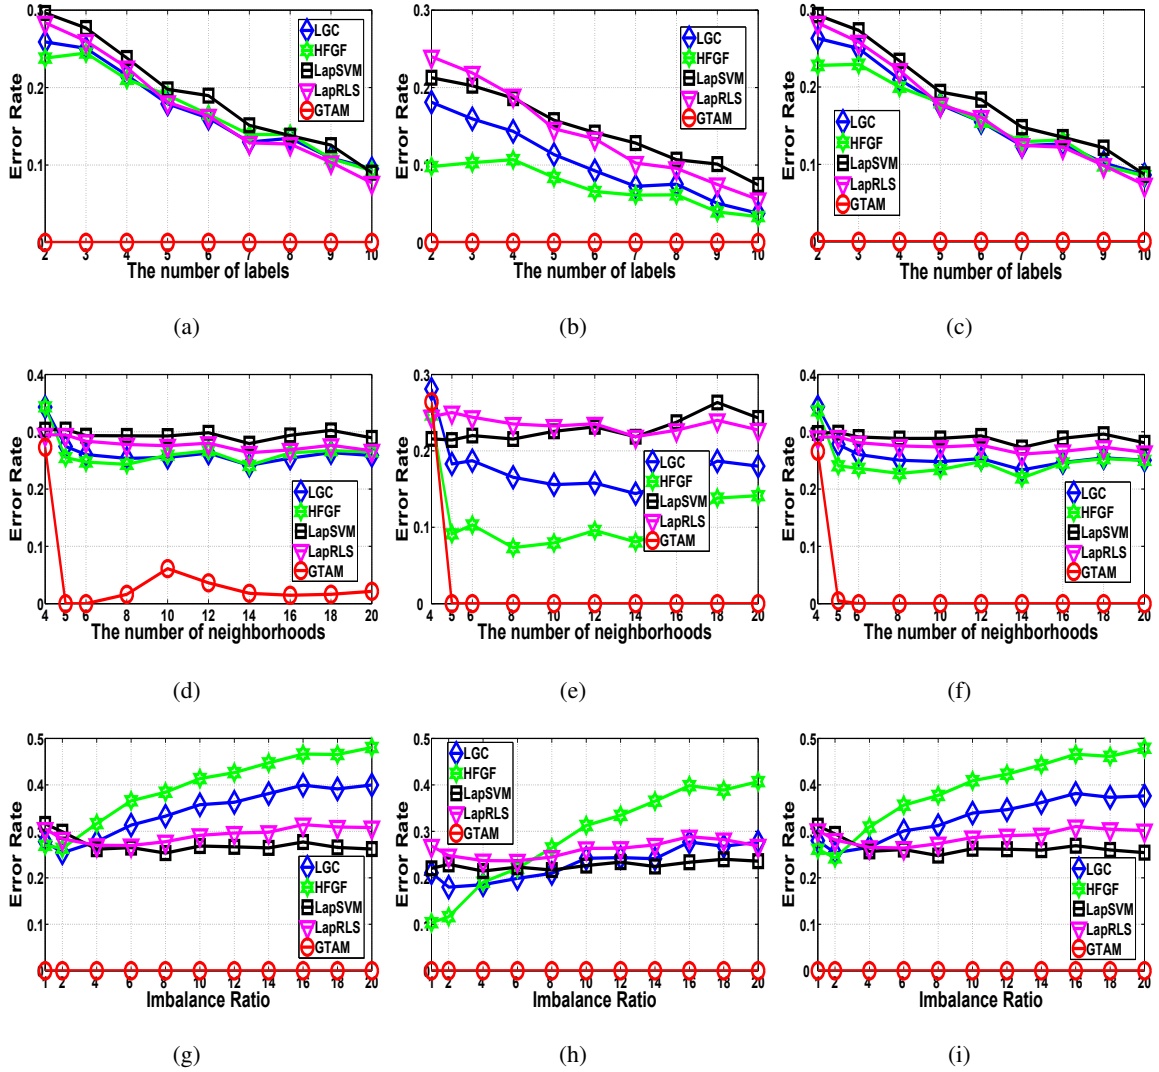 0.3
0.2
0.1
0
Error Rate
LGC
HFGF
LapSVM
LapRLS
GTAM
2 3 4 5 6 7 8 9 10
The number of labels
(a)
0.3
0.2
0.1
0
Error Rate
LGC
HFGF
LapSVM
LapRLS
GTAM
2 3 4 5 6 7 8 9 10
The number of labels
(b)
0.3
0.2
0.1
0
Error Rate
LGC
HFGF
LapSVM
LapRLS
GTAM
2 3 4 5 6 7 8 9 10
The number of labels
(c)
0.4
0.3
0.2
0.1
0
Error Rate
LGC
HFGF
LapSVM
LapRLS
GTAM
4 5 6 8 10 12 14 16 18 20
The number of neighborhoods
(d)
0.3
0.2
0.1
0
Error Rate
LGC
HFGF
LapSVM
LapRLS
GTAM
4 5 6 8 10 12 14 16 18 20
The number of neighborhoods
(e)
0.4
0.3
0.2
0.1
0
Error Rate
LGC
HFGF
LapSVM
LapRLS
GTAM
4 5 6 8 10 12 14 16 18 20
The number of neighborhoods
(f)
0.5
0.4
0.3
0.2
0.1
0
Error Rate
LGC
HFGF
LapSVM
LapRLS
GTAM
1 2 4 6 8 10 12 14 16 18 20
Imbalance Ratio
(g)
0.5
0.4
0.3
0.2
0.1
0
Error Rate
LGC
HFGF
LapSVM
LapRLS
GTAM
1 2 4 6 8 10 12 14 16 18 20
Imbalance Ratio
(h)
0.5
0.4
0.3
0.2
0.1
0
Error Rate
LGC
HFGF
LapSVM
LapRLS
GTAM
1 2 4 6 8 10 12 14 16 18 20
Imbalance Ratio
(i)